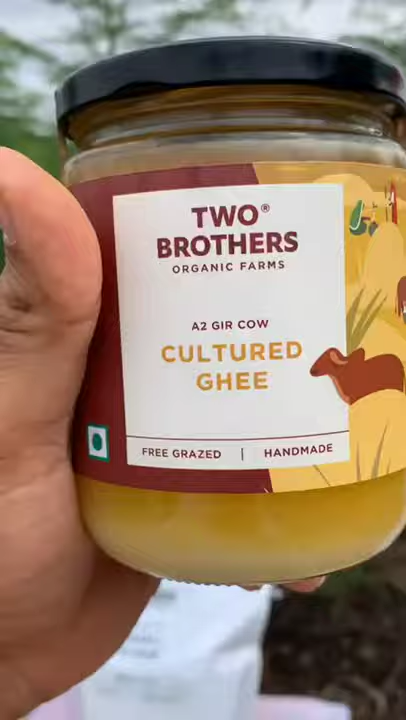 TWO®
BROTHERS
ORGANIC FARMS
A2 GIR COW
CULTURED
GHEE
FREE GRAZED | HANDMADE